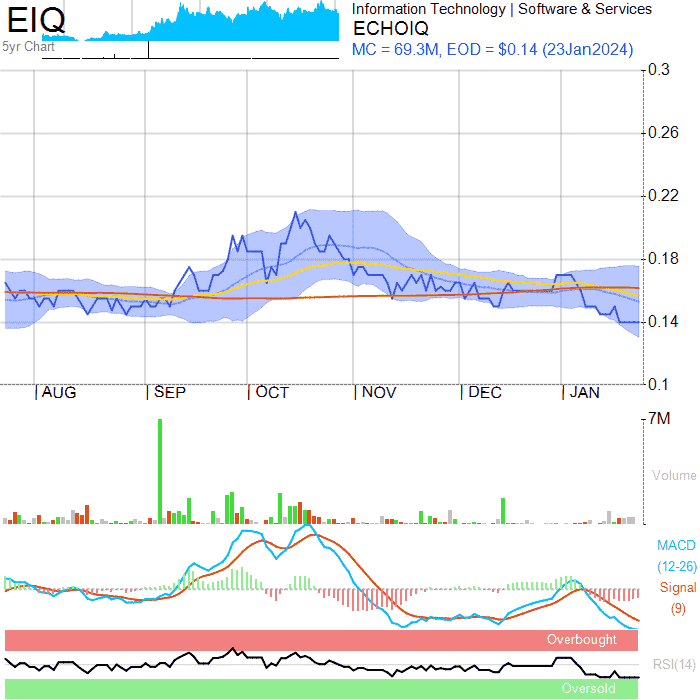 EIQ
5yr Chart
Information Technology | Software & Services
ECHOIQ
MC = 69.3M, EOD = $0.14 (23Jan2024)
0.3
0.26
0.22
0.18
0.14
0.1
AUG SEP OCT NOV DEC JAN
7M
Volume
MACD
(12-26)
Signal
(9)
Overbought
RSI(14)
Oversold